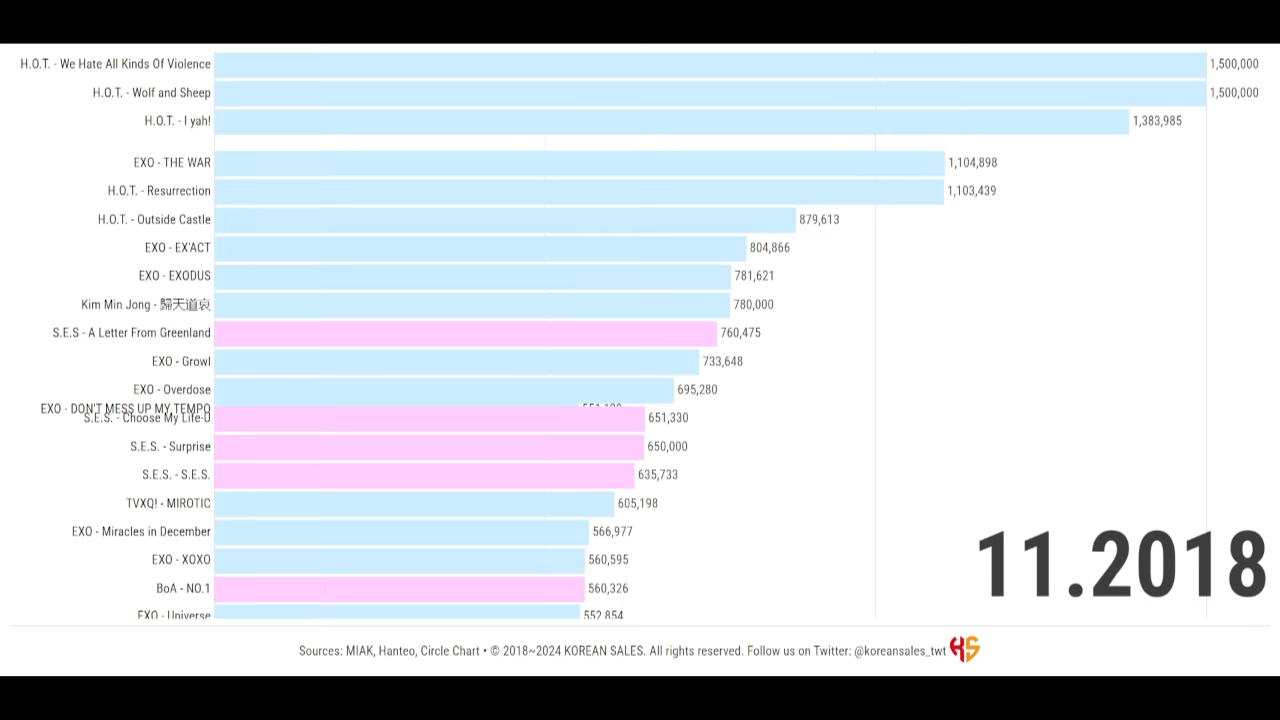 H.O.T. - We Hate All Kinds Of Violence 1,500,000
H.O.T. - Wolf and Sheep 1,500,000
H.O.T. - I yah! 1,383,985
EXO - THE WAR 1,104,898
H.O.T. - Resurrection 1,103,439
H.O.T. - Outside Castle 879,613
EXO - EX'ACT 804,866
EXO - EXODUS 781,621
Kim Min Jong - 歸天道哀 780,000
S.E.S - A Letter From Greenland 760,475
EXO - Growl 733,648
EXO - Overdose 695,280
EXO - DON'T MESS UP MY TEMPO
S.E.S. - Choose My Life-U 651,330
S.E.S. - Surprise 650,000
S.E.S. - S.E.S. 635,733
TVXQ! - MIROTIC 605,198
EXO - Miracles in December 566,977
EXO - XOXO 560,595
BoA - NO.1 560,326
EXO - Universe 552,854
11.2018
Sources: MIAK, Hanteo, Circle Chart • © 2018~2024 KOREAN SALES. All rights reserved. Follow us on Twitter: @koreansales_twt